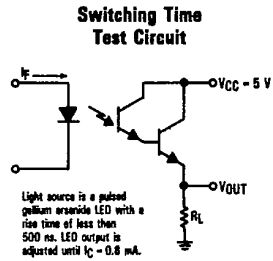 Switching Time
Test Circuit
IF
VCC = 5 V
VOUT
RL
Light source is a pulsed
gallium arsenide LED with a
rise time of less then
500 ns. LED output is
adjusted until IC = 0.8 mA.